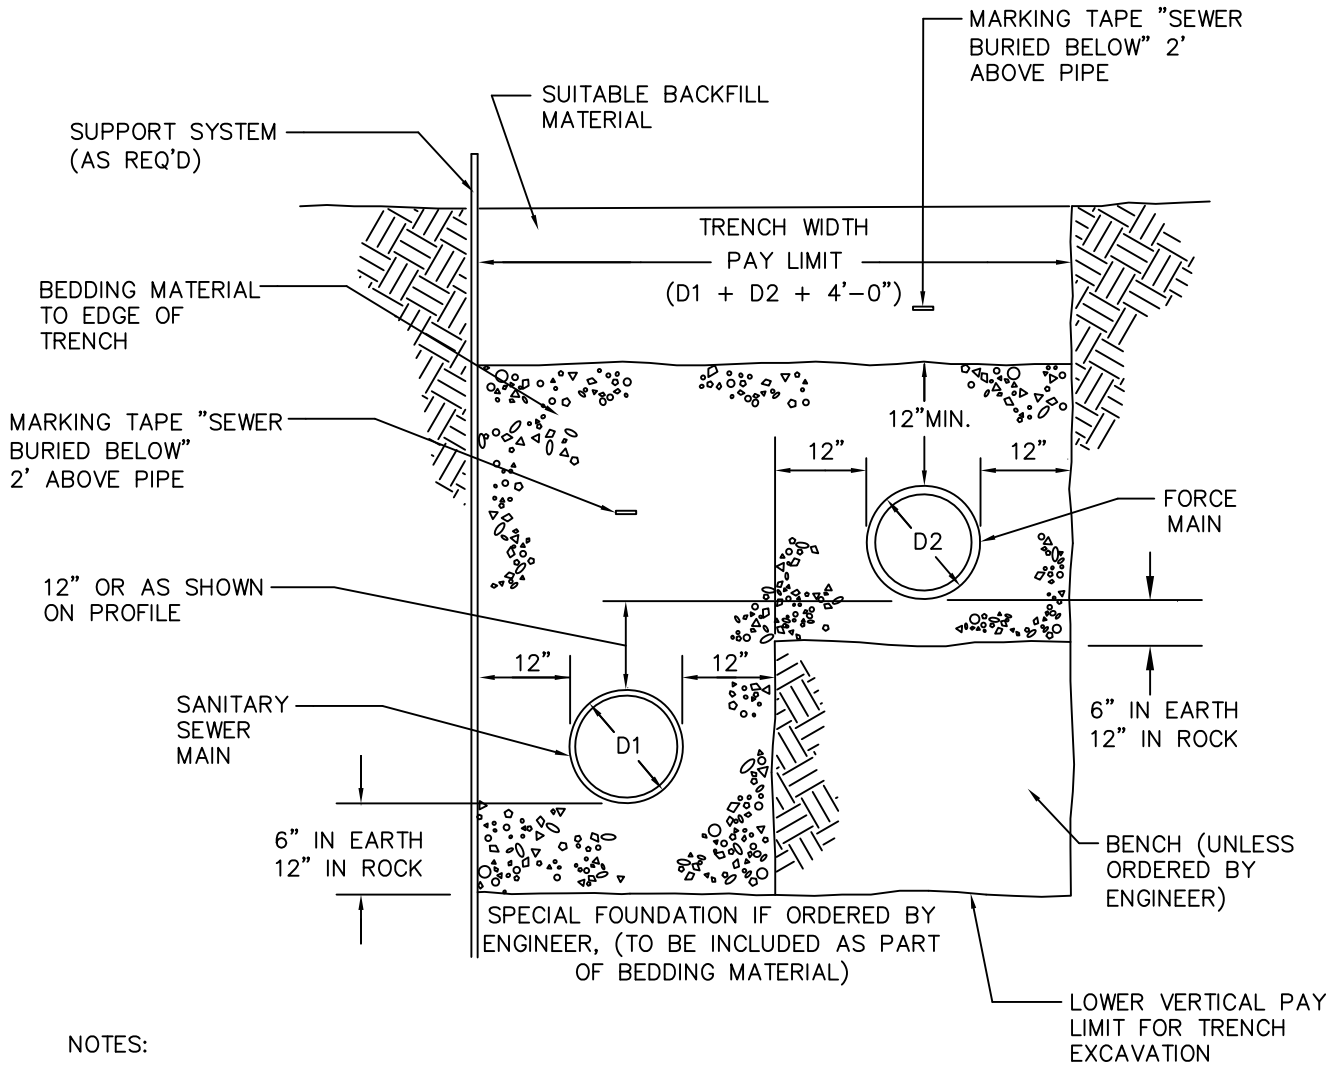 MARKING TAPE "SEWER
BURIED BELOW" 2'
ABOVE PIPE
SUITABLE BACKFILL
MATERIAL
SUPPORT SYSTEM
(AS REQ'D)
TRENCH WIDTH
PAY LIMIT
(D1 + D2 + 4'-0")
BEDDING MATERIAL
TO EDGE OF
TRENCH
MARKING TAPE "SEWER
BURIED BELOW"
2' ABOVE PIPE
12"MIN.
12"
12"
FORCE
MAIN
D2
12" OR AS SHOWN
ON PROFILE
12"
12"
SANITARY
SEWER
MAIN
D1
6" IN EARTH
12" IN ROCK
6" IN EARTH
12" IN ROCK
BENCH (UNLESS
ORDERED BY
ENGINEER)
SPECIAL FOUNDATION IF ORDERED BY
ENGINEER, (TO BE INCLUDED AS PART
OF BEDDING MATERIAL)
LOWER VERTICAL PAY
LIMIT FOR TRENCH
EXCAVATION
NOTES: